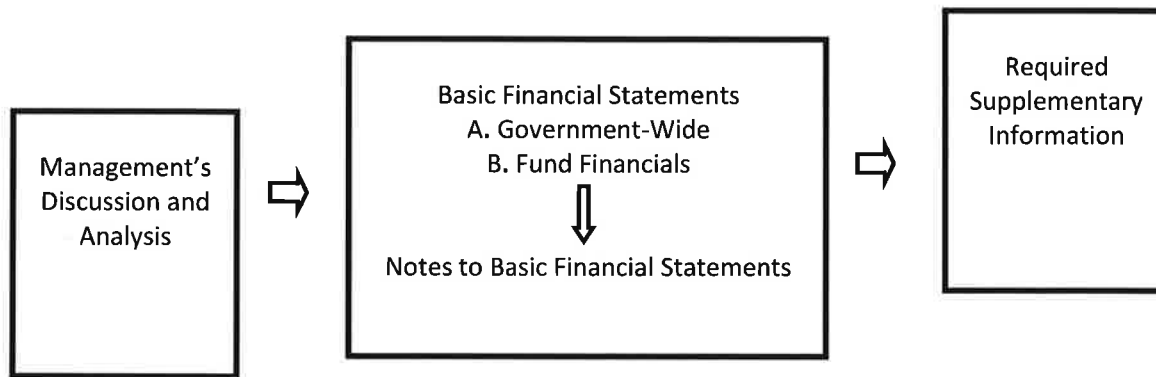 Management's
Discussion and
Analysis
Basic Financial Statements
A. Government-Wide
B. Fund Financials
Notes to Basic Financial Statements
Required
Supplementary
Information